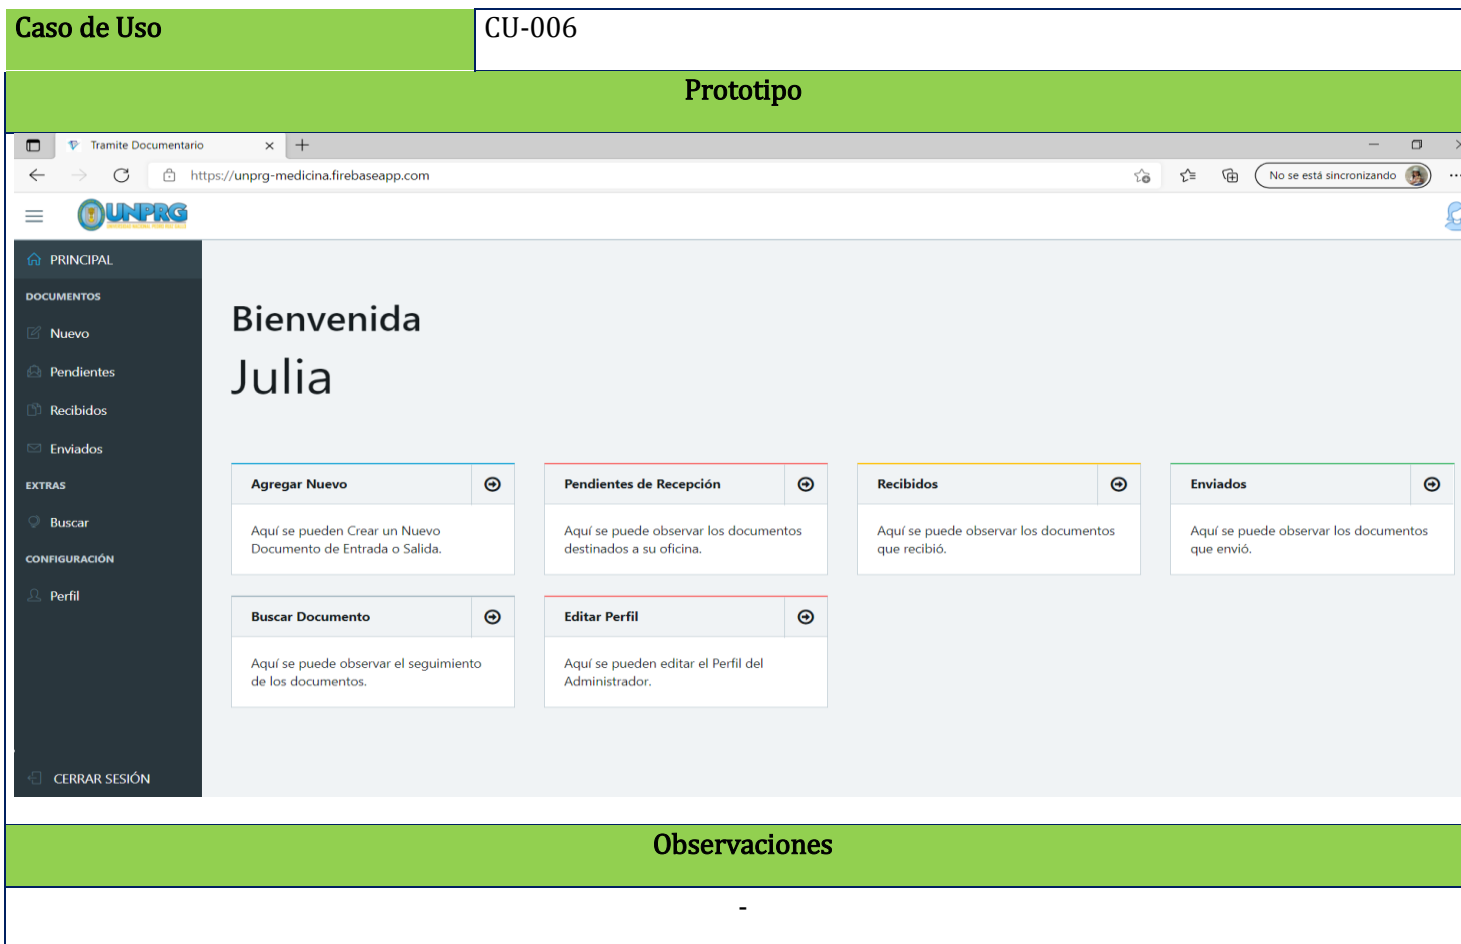 Caso de Uso
CU-006
Prototipo
Tramite Documentario
https://unprg-medicina.firebaseapp.com
No se está sincronizando
UNPRG
PRINCIPAL
DOCUMENTOS
Nuevo
Pendientes
Recibidos
Enviados
EXTRAS
Buscar
CONFIGURACIÓN
Perfil
CERRAR SESIÓN
Bienvenida
Julia
Agregar Nuevo
Aquí se pueden Crear un Nuevo
Documento de Entrada o Salida.
Pendientes de Recepción
Aquí se puede observar los documentos
destinados a su oficina.
Recibidos
Aquí se puede observar los documentos
que recibió.
Enviados
Aquí se puede observar los documentos
que envió.
Buscar Documento
Aquí se puede observar el seguimiento
de los documentos.
Editar Perfil
Aquí se pueden editar el Perfil del
Administrador.
Observaciones
-